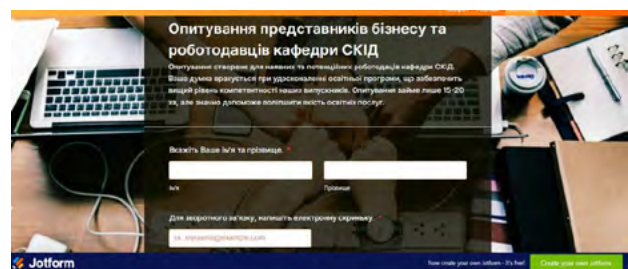 Опитування представників бізнесу та
роботодавців кафедри СКІД
Опитування створене для наявних та потенційних роботодавців кафедри СКІД.
Ваша думка врахується при удосконаленні освітньої програми, що забезпечить
вищий рівень компетентності наших випускників. Опитування займе лише 15-20
хв, але значно допоможе поліпшити якість освітніх послуг.
Вкажіть Ваше ім'я та прізвище. *
Ім'я Прізвище
Для зворотного зв'язку, напишіть електронну скриньку. *
ex. myname@example.com
Jotform
Now create your own Jotform - It's free! Create your own Jotform